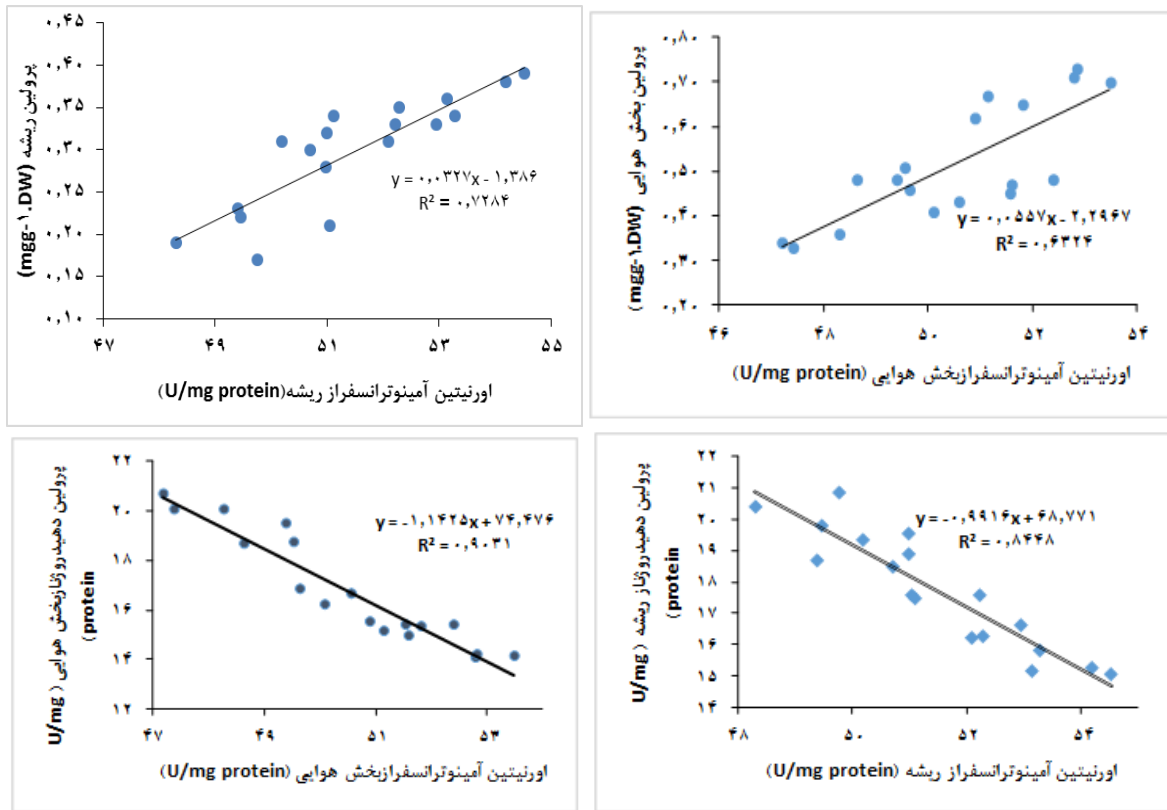 ۰,۴۵
۰,۴۰
۰,۳۵
۰,۳۰
۰,۲۵
۰,۲۰
۰,۱۵
۰,۱۰
پرولین ریشه (mgg-۱.DW)
y = ۰,۰۳۲۷x - ۱,۳۸۶
R² = ۰,۷۲۸۴
۴۷ ۴۹ ۵۱ ۵۳ ۵۵
اورنیتین آمینوترانسفراز ریشه(U/mg protein)
۰,۸۰
۰,۷۰
۰,۶۰
۰,۵۰
۰,۴۰
۰,۳۰
۰,۲۰
پرولین بخش هوایی (mgg-۱.DW)
y = ۰,۰۵۵۷x - ۲,۲۹۶۷
R² = ۰,۶۳۲۴
۴۶ ۴۸ ۵۰ ۵۲ ۵۴
اورنیتین آمینوترانسفرازبخش هوایی (U/mg protein)
۲۲
۲۰
۱۸
۱۶
۱۴
۱۲
پرولین دهیدروژنازبخش هوایی (U/mg
protein)
y = -۱,۱۴۲۵x + ۷۴,۴۷۶
R² = ۰,۹۰۳۱
۴۷ ۴۹ ۵۱ ۵۳
اورنیتین آمینوترانسفرازبخش هوایی (U/mg protein)
۲۲
۲۱
۲۰
۱۹
۱۸
۱۷
۱۶
۱۵
۱۴
پرولین دهیدروژناز ریشه (U/mg
protein)
y = -۰,۹۹۱۶x + ۶۸,۷۷۱
R² = ۰,۸۴۴۸
۴۸ ۵۰ ۵۲ ۵۴
اورنیتین آمینوترانسفراز ریشه (U/mg protein)